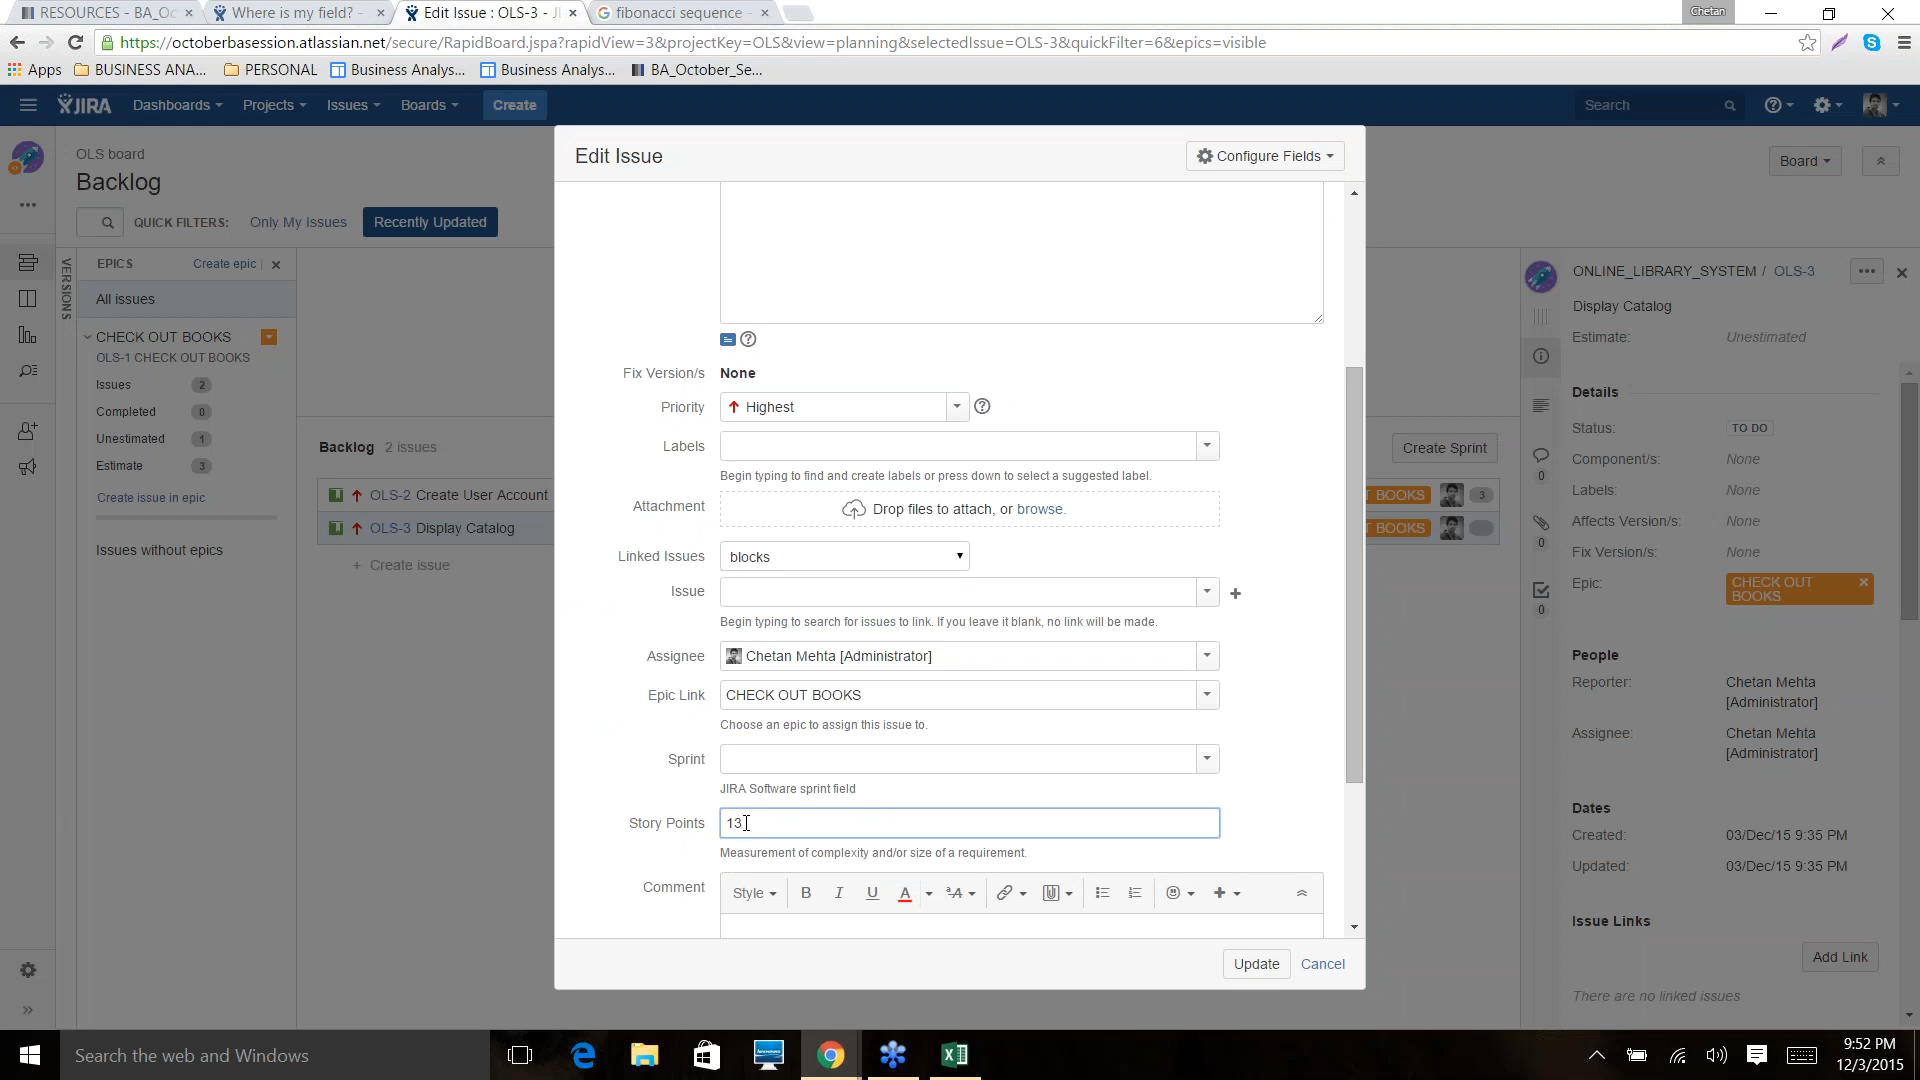 RESOURCES - BA_Oc
Where is my field? -
Edit Issue : OLS-3 - JI
fibonacci sequence
Chetan
https://octoberbasession.atlassian.net/secure/RapidBoard.jspa?rapidView=3&projectKey=OLS&view=planning&selectedIssue=OLS-3&quickFilter=6&epics=visible
Apps
BUSINESS ANA...
PERSONAL
Business Analys...
Business Analys...
BA_October_Se...
JIRA
Dashboards
Projects
Issues
Boards
Create
Search
OLS board
Backlog
QUICK FILTERS:
Only My Issues
Recently Updated
Board
VERSIONS
EPICS
Create epic
All issues
CHECK OUT BOOKS
OLS-1 CHECK OUT BOOKS
Issues 2
Completed 0
Unestimated 1
Estimate 3
Create issue in epic
Issues without epics
Backlog 2 issues
Create Sprint
OLS-2 Create User Account
T BOOKS 3
OLS-3 Display Catalog
T BOOKS
+ Create issue
Edit Issue
Configure Fields
Fix Version/s None
Priority Highest
Labels
Begin typing to find and create labels or press down to select a suggested label.
Attachment Drop files to attach, or browse.
Linked Issues blocks
Issue
Begin typing to search for issues to link. If you leave it blank, no link will be made.
Assignee Chetan Mehta [Administrator]
Epic Link CHECK OUT BOOKS
Choose an epic to assign this issue to.
Sprint
JIRA Software sprint field
Story Points 13
Measurement of complexity and/or size of a requirement.
Comment Style B I U A
Update Cancel
ONLINE_LIBRARY_SYSTEM / OLS-3
Display Catalog
Estimate: Unestimated
Details
Status: TO DO
Component/s: None
Labels: None
Affects Version/s: None
Fix Version/s: None
Epic: CHECK OUT
BOOKS
0
0
0
People
Reporter: Chetan Mehta
[Administrator]
Assignee: Chetan Mehta
[Administrator]
Dates
Created: 03/Dec/15 9:35 PM
Updated: 03/Dec/15 9:35 PM
Issue Links
Add Link
There are no linked issues
Search the web and Windows
9:52 PM
12/3/2015